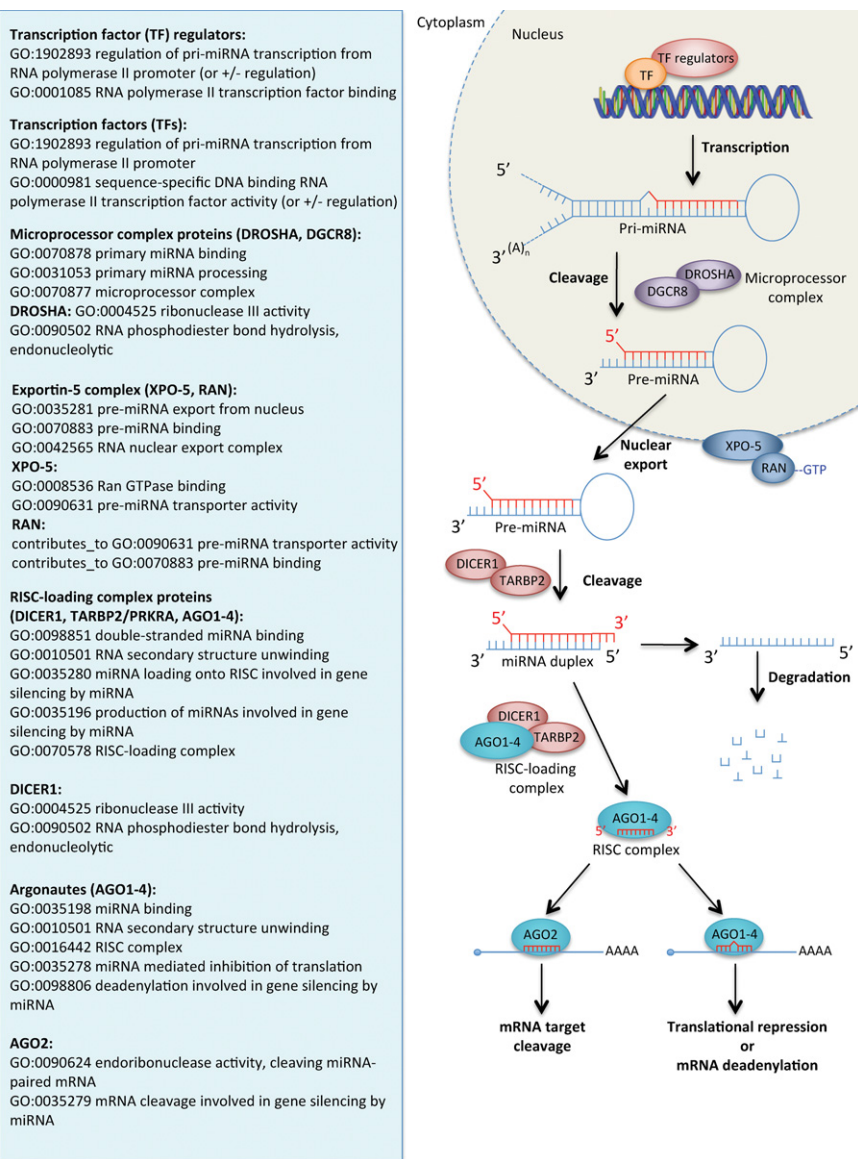 Transcription factor (TF) regulators:
GO:1902893 regulation of pri-miRNA transcription from
RNA polymerase II promoter (or +/- regulation)
GO:0001085 RNA polymerase II transcription factor binding
Transcription factors (TFs):
GO:1902893 regulation of pri-miRNA transcription from
RNA polymerase II promoter
GO:0000981 sequence-specific DNA binding RNA
polymerase II transcription factor activity (or +/- regulation)
Microprocessor complex proteins (DROSHA, DGCR8):
GO:0070878 primary miRNA binding
GO:0031053 primary miRNA processing
GO:0070877 microprocessor complex
DROSHA: GO:0004525 ribonuclease III activity
GO:0090502 RNA phosphodiester bond hydrolysis,
endonucleolytic
Exportin-5 complex (XPO-5, RAN):
GO:0035281 pre-miRNA export from nucleus
GO:0070883 pre-miRNA binding
GO:0042565 RNA nuclear export complex
XPO-5:
GO:0008536 Ran GTPase binding
GO:0090631 pre-miRNA transporter activity
RAN:
contributes_to GO:0090631 pre-miRNA transporter activity
contributes_to GO:0070883 pre-miRNA binding
RISC-loading complex proteins
(DICER1, TARBP2/PRKRA, AGO1-4):
GO:0098851 double-stranded miRNA binding
GO:0010501 RNA secondary structure unwinding
GO:0035280 miRNA loading onto RISC involved in gene
silencing by miRNA
GO:0035196 production of miRNAs involved in gene
silencing by miRNA
GO:0070578 RISC-loading complex
DICER1:
GO:0004525 ribonuclease III activity
GO:0090502 RNA phosphodiester bond hydrolysis,
endonucleolytic
Argonautes (AGO1-4):
GO:0035198 miRNA binding
GO:0010501 RNA secondary structure unwinding
GO:0016442 RISC complex
GO:0035278 miRNA mediated inhibition of translation
GO:0098806 deadenylation involved in gene silencing by
miRNA
AGO2:
GO:0090624 endoribonuclease activity, cleaving miRNA-
paired mRNA
GO:0035279 mRNA cleavage involved in gene silencing by
miRNA
Cytoplasm
Nucleus
TF regulators
TF
Transcription
5’
Pri-miRNA
3’ (A)n
Cleavage
DROSHA
DGCR8
Microprocessor
complex
5’
3’
Pre-miRNA
Nuclear
export
XPO-5
RAN
--GTP
5’
3’
Pre-miRNA
DICER1
TARBP2
Cleavage
5’
3’
3’
5’
miRNA duplex
3’
5’
Degradation
DICER1
AGO1-4
TARBP2
RISC-loading
complex
AGO1-4
5’
3’
RISC complex
AGO2
AAAA
AGO1-4
AAAA
mRNA target
cleavage
Translational repression
or
mRNA deadenylation